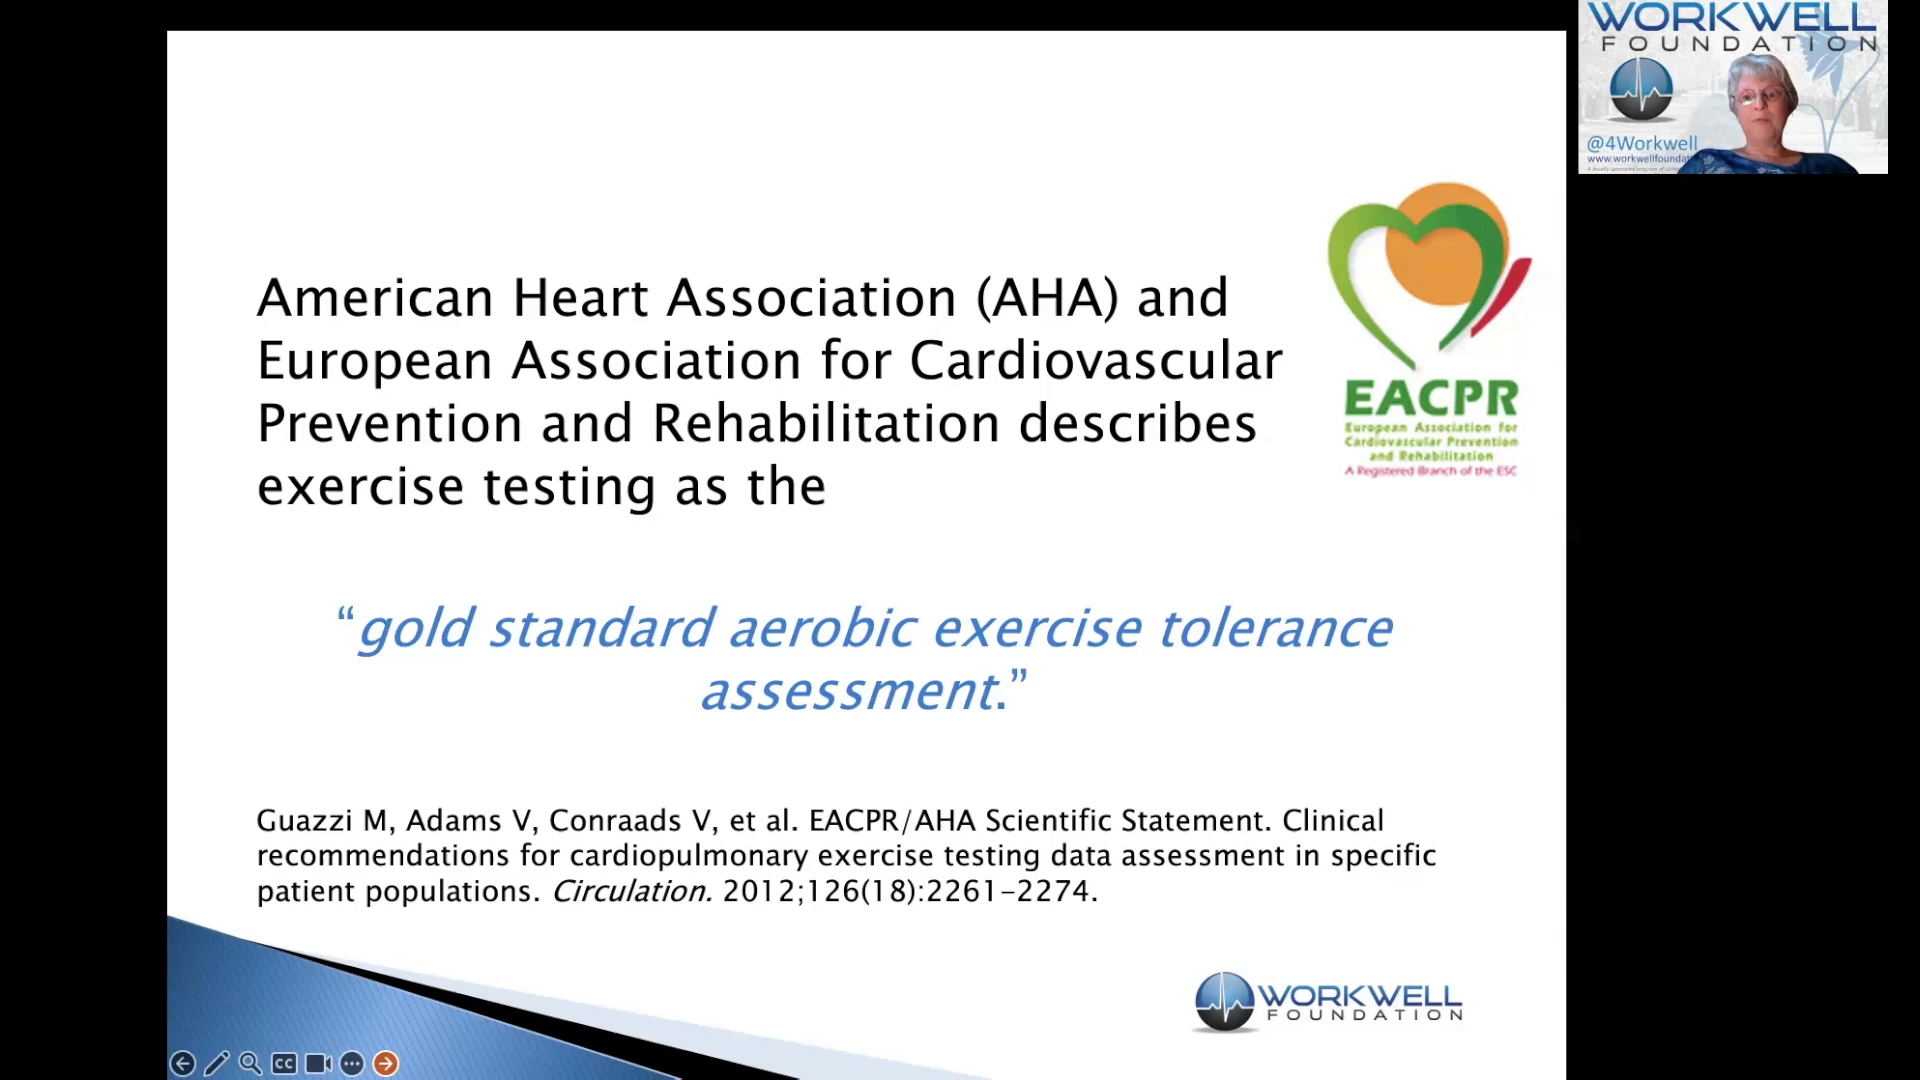 WORKWELL
FOUNDATION
@4Workwell
American Heart Association (AHA) and
European Association for Cardiovascular
Prevention and Rehabilitation describes
exercise testing as the
EACPR
European Association for
Cardiovascular Prevention
and Rehabilitation
A Registered Branch of the ESC
“gold standard aerobic exercise tolerance
assessment.”
Guazzi M, Adams V, Conraads V, et al. EACPR/AHA Scientific Statement. Clinical
recommendations for cardiopulmonary exercise testing data assessment in specific
patient populations. Circulation. 2012;126(18):2261-2274.
WORKWELL
FOUNDATION
CC